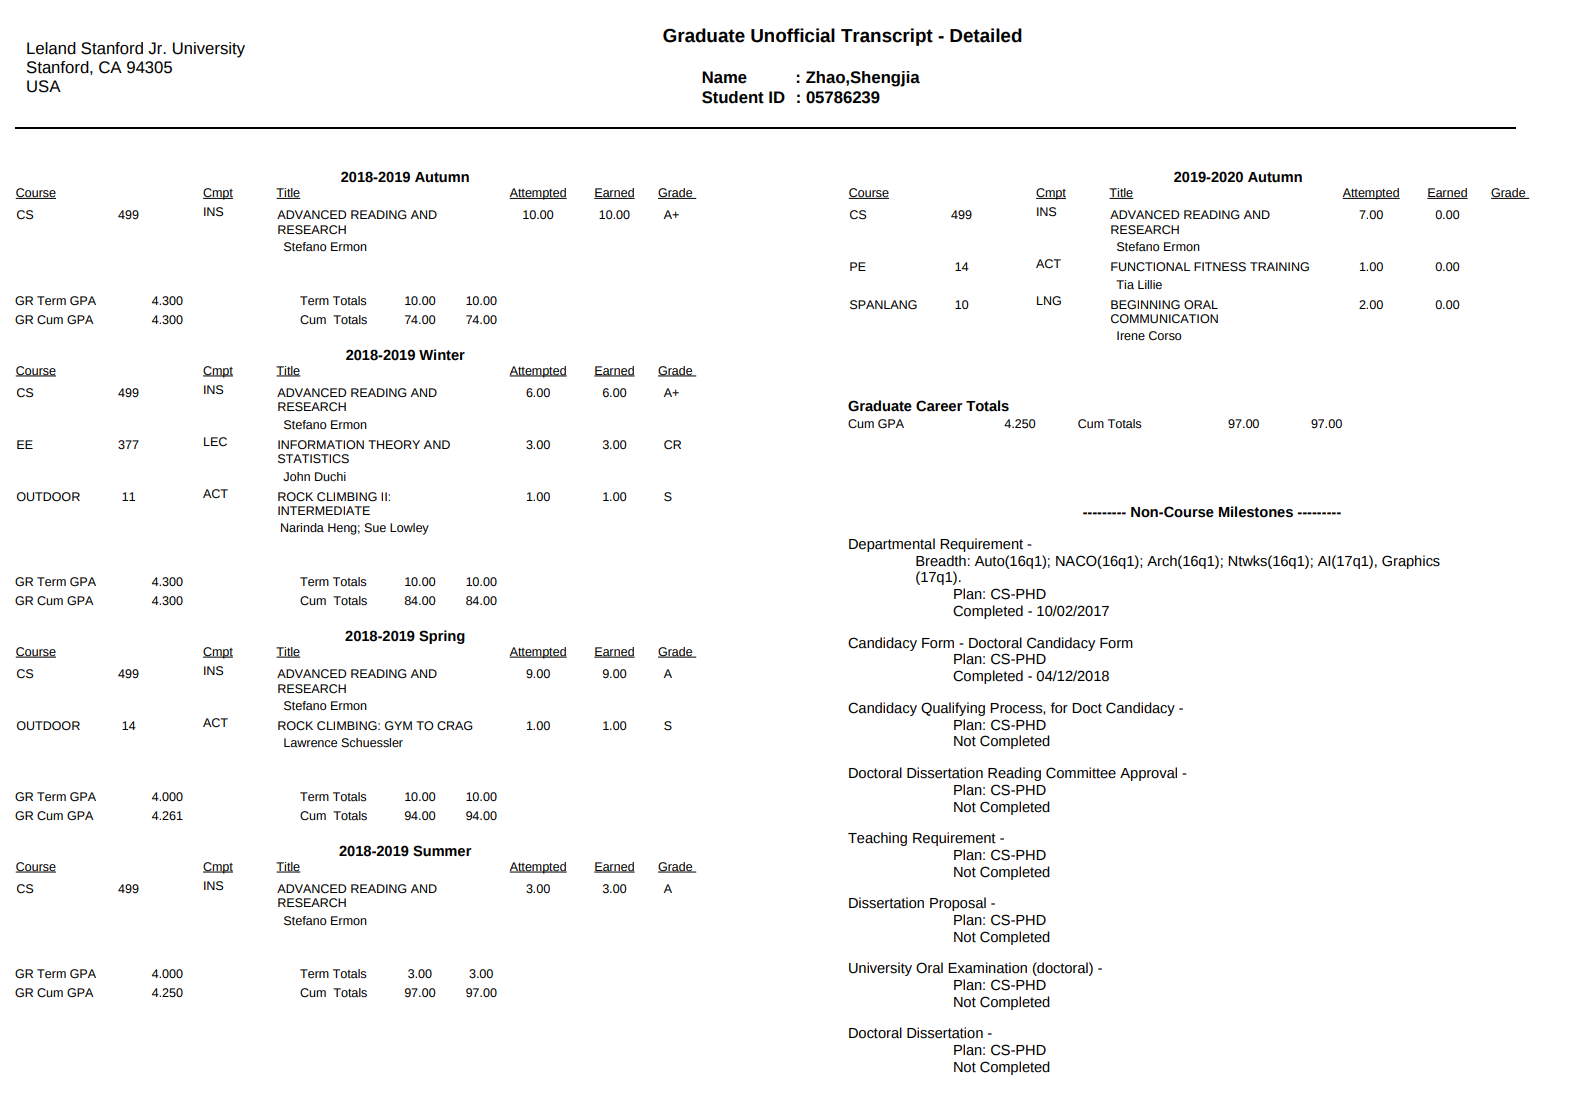 Leland Stanford Jr. University
Stanford, CA 94305
USA
Graduate Unofficial Transcript - Detailed
Name : Zhao,Shengjia
Student ID : 05786239
2018-2019 Autumn
Course Cmpt Title Attempted Earned Grade
CS 499 INS ADVANCED READING AND 10.00 10.00 A+
RESEARCH
Stefano Ermon
GR Term GPA 4.300 Term Totals 10.00 10.00
GR Cum GPA 4.300 Cum Totals 74.00 74.00
2018-2019 Winter
Course Cmpt Title Attempted Earned Grade
CS 499 INS ADVANCED READING AND 6.00 6.00 A+
RESEARCH
Stefano Ermon
EE 377 LEC INFORMATION THEORY AND 3.00 3.00 CR
STATISTICS
John Duchi
OUTDOOR 11 ACT ROCK CLIMBING II: 1.00 1.00 S
INTERMEDIATE
Narinda Heng; Sue Lowley
GR Term GPA 4.300 Term Totals 10.00 10.00
GR Cum GPA 4.300 Cum Totals 84.00 84.00
2018-2019 Spring
Course Cmpt Title Attempted Earned Grade
CS 499 INS ADVANCED READING AND 9.00 9.00 A
RESEARCH
Stefano Ermon
OUTDOOR 14 ACT ROCK CLIMBING: GYM TO CRAG 1.00 1.00 S
Lawrence Schuessler
GR Term GPA 4.000 Term Totals 10.00 10.00
GR Cum GPA 4.261 Cum Totals 94.00 94.00
2018-2019 Summer
Course Cmpt Title Attempted Earned Grade
CS 499 INS ADVANCED READING AND 3.00 3.00 A
RESEARCH
Stefano Ermon
GR Term GPA 4.000 Term Totals 3.00 3.00
GR Cum GPA 4.250 Cum Totals 97.00 97.00
2019-2020 Autumn
Course Cmpt Title Attempted Earned Grade
CS 499 INS ADVANCED READING AND 7.00 0.00
RESEARCH
Stefano Ermon
PE 14 ACT FUNCTIONAL FITNESS TRAINING 1.00 0.00
Tia Lillie
SPANLANG 10 LNG BEGINNING ORAL 2.00 0.00
COMMUNICATION
Irene Corso
Graduate Career Totals
Cum GPA 4.250 Cum Totals 97.00 97.00
--------- Non-Course Milestones ---------
Departmental Requirement -
Breadth: Auto(16q1); NACO(16q1); Arch(16q1); Ntwks(16q1); AI(17q1), Graphics
(17q1).
Plan: CS-PHD
Completed - 10/02/2017
Candidacy Form - Doctoral Candidacy Form
Plan: CS-PHD
Completed - 04/12/2018
Candidacy Qualifying Process, for Doct Candidacy -
Plan: CS-PHD
Not Completed
Doctoral Dissertation Reading Committee Approval -
Plan: CS-PHD
Not Completed
Teaching Requirement -
Plan: CS-PHD
Not Completed
Dissertation Proposal -
Plan: CS-PHD
Not Completed
University Oral Examination (doctoral) -
Plan: CS-PHD
Not Completed
Doctoral Dissertation -
Plan: CS-PHD
Not Completed